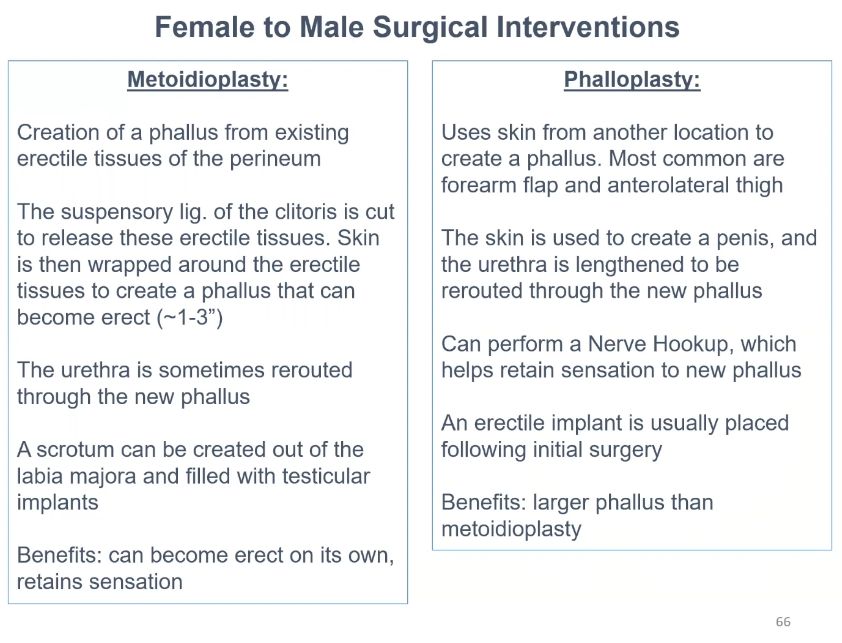 Female to Male Surgical Interventions
Metoidioplasty:
Creation of a phallus from existing
erectile tissues of the perineum
The suspensory lig. of the clitoris is cut
to release these erectile tissues. Skin
is then wrapped around the erectile
tissues to create a phallus that can
become erect (~1-3”)
The urethra is sometimes rerouted
through the new phallus
A scrotum can be created out of the
labia majora and filled with testicular
implants
Benefits: can become erect on its own,
retains sensation
Phalloplasty:
Uses skin from another location to
create a phallus. Most common are
forearm flap and anterolateral thigh
The skin is used to create a penis, and
the urethra is lengthened to be
rerouted through the new phallus
Can perform a Nerve Hookup, which
helps retain sensation to new phallus
An erectile implant is usually placed
following initial surgery
Benefits: larger phallus than
metoidioplasty
66